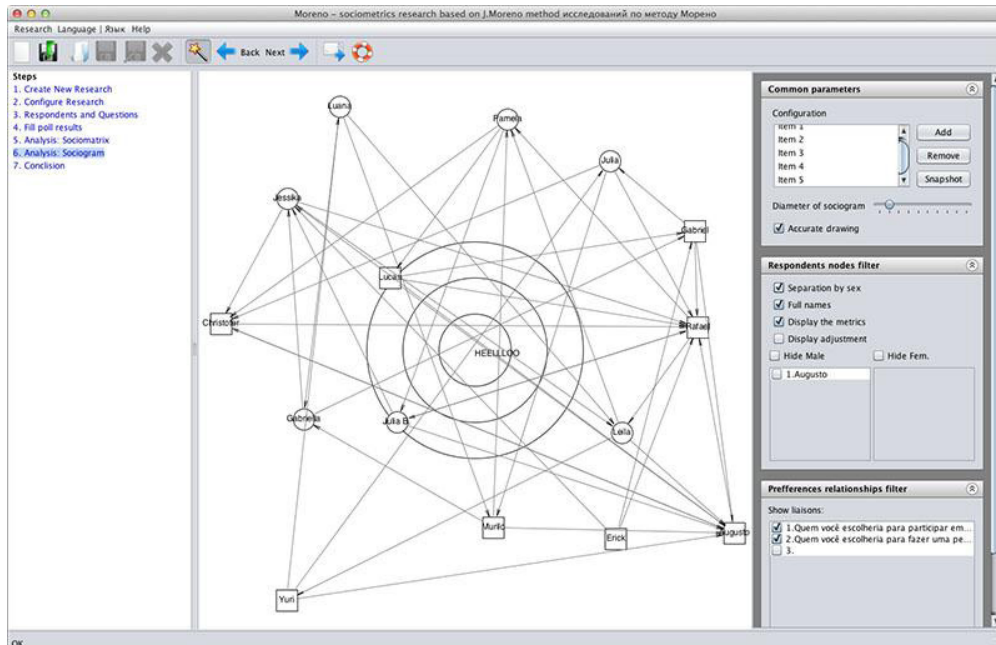 Moreno - sociometrics research based on J.Moreno method исследований по методу Морено
Research Language | Язык Help
Back Next
Steps
1. Create New Research
2. Configure Research
3. Respondents and Questions
4. Fill poll results
5. Analysis: Sociomatrix
6. Analysis: Sociogram
7. Conclision
Luana
Pamela
Julia
Jessika
Gabriel
Lucas
Christofer
Rafael
HEELLLOO
Gabriella
Julia B.
Leila
Murilo
Erick
Augusto
Yuri
Common parameters
Configuration
Item 1
Item 2
Item 3
Item 4
Item 5
Add
Remove
Snapshot
Diameter of sociogram
Accurate drawing
Respondents nodes filter
Separation by sex
Full names
Display the metrics
Display adjustment
Hide Male Hide Fem.
1.Augusto
Prefferences relationships filter
Show liaisons:
1.Quem você escolheria para participar em...
2.Quem você escolheria para fazer uma pe...
3.
OK